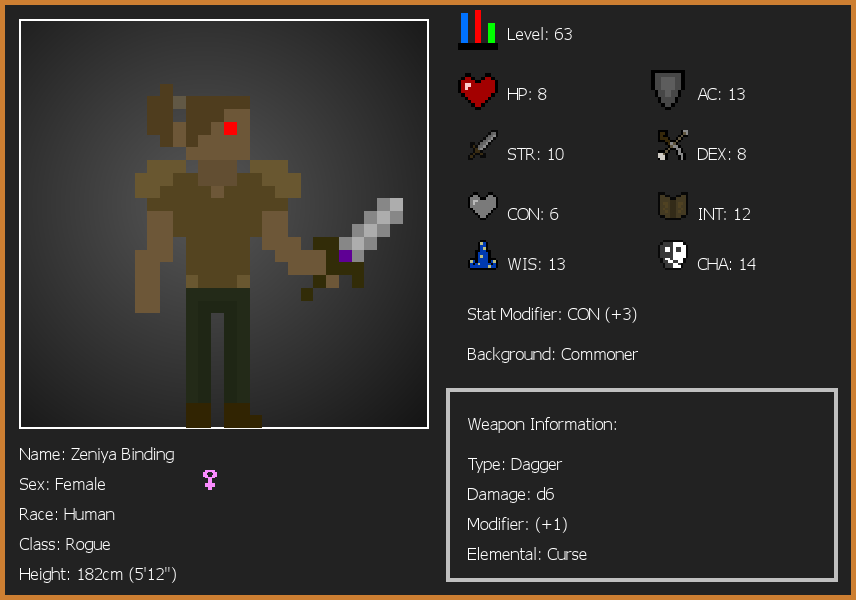 Level: 63
HP: 8
AC: 13
STR: 10
DEX: 8
CON: 6
INT: 12
WIS: 13
CHA: 14
Stat Modifier: CON (+3)
Background: Commoner
Weapon Information:
Type: Dagger
Damage: d6
Modifier: (+1)
Elemental: Curse
Name: Zeniya Binding
Sex: Female
Race: Human
Class: Rogue
Height: 182cm (5'12")